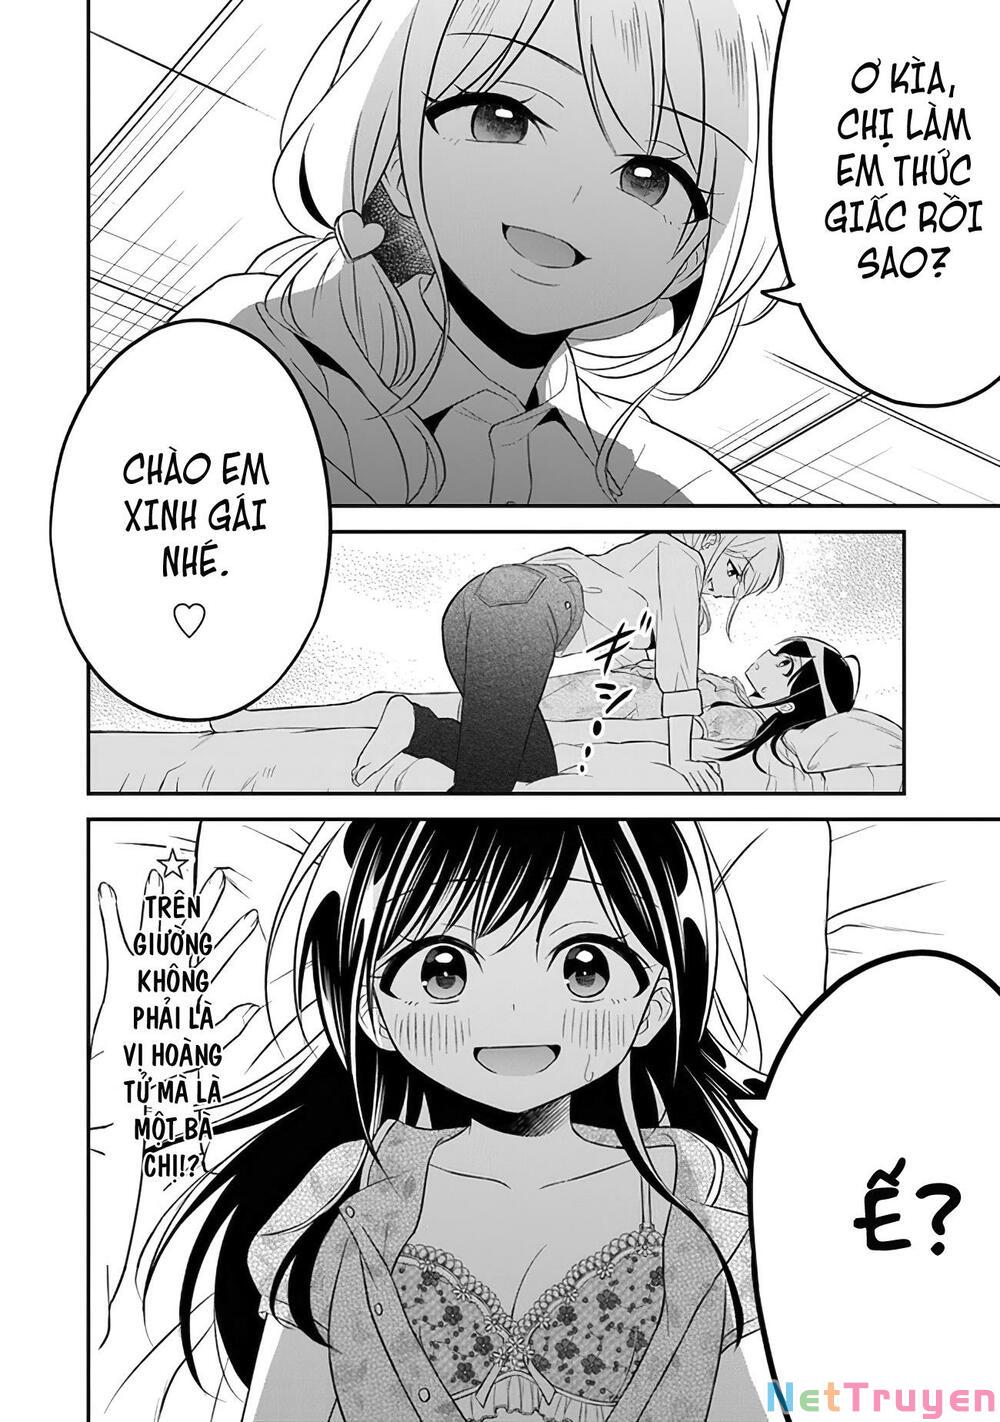 Ơ KÌA,
CHỊ LÀM
EM THỨC
GIẤC RỒI
SAO?
CHÀO EM
XINH GÁI
NHÉ.
♡
TRÊN
GIƯỜNG
KHÔNG
PHẢI LÀ
VỊ HOÀNG
TỬ MÀ LÀ
MỘT BÀ
CHỊ!?
Ế?
NetTruyen